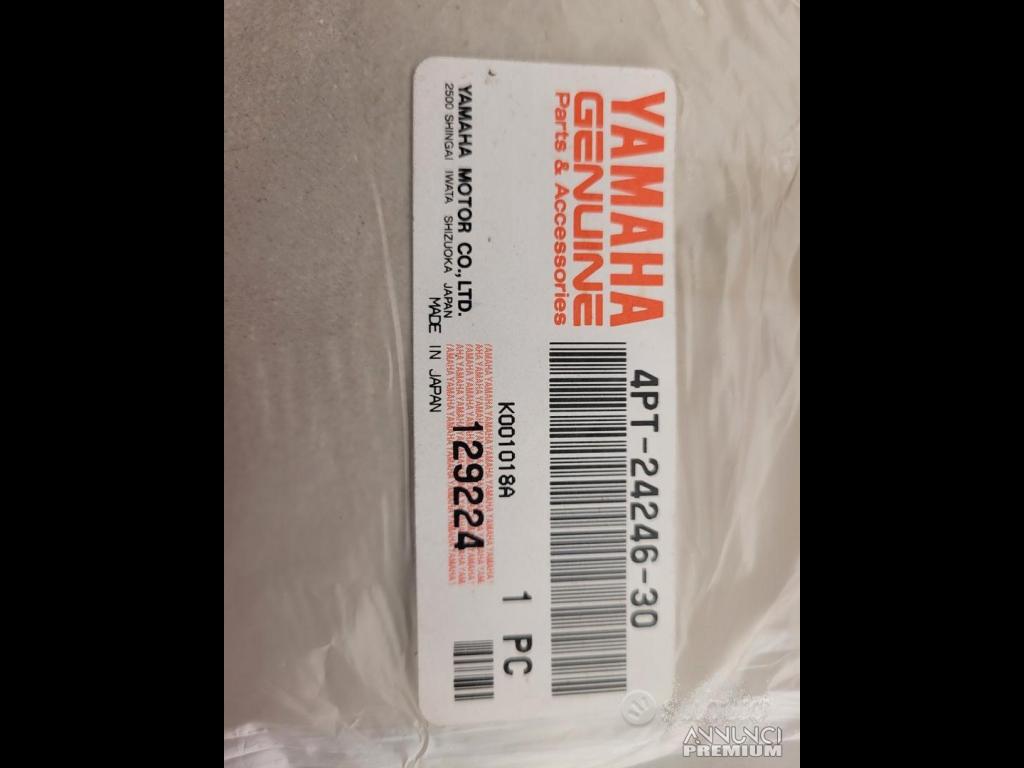 YAMAHA
GENUINE
Parts & Accessories
4PT-24246-30
K001018A
1 PC
129224
YAMAHA MOTOR CO., LTD.
2500 SHINGAI IWATA SHIZUOKA JAPAN
MADE IN JAPAN
ANNUNCI
PREMIUM